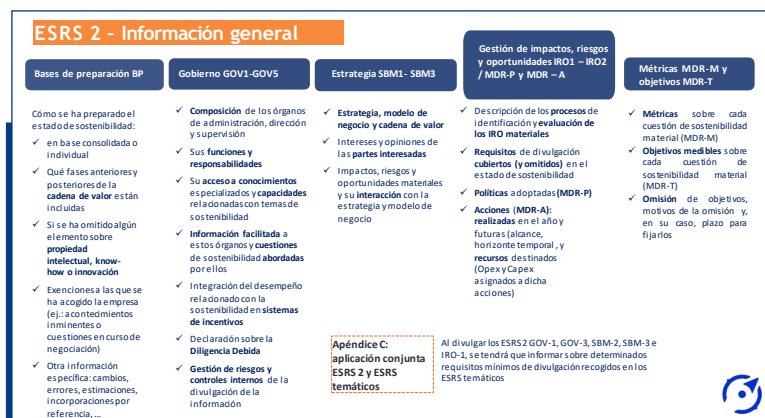 ESRS 2 - Información general
Bases de preparación BP
Cómo se ha preparado el
estado de sostenibilidad:
✓ en base consolidada o
individual
✓ Qué fases anteriores y
posteriores de la
cadena de valor están
incluidas
✓ Si se ha omitido algún
elemento sobre
propiedad
intelectual, know-
how o innovación
✓ Exenciones a las que se
ha acogido la empresa
(ej.: acontecimientos
inminentes o
cuestiones en curso de
negociación)
✓ Otra información
específica: cambios,
errores, estimaciones,
incorporaciones por
referencia, ...
Gobierno GOV1-GOV5
✓ Composición de los órganos
de administración, dirección
y supervisión
✓ Sus funciones y
responsabilidades
✓ Su acceso a conocimientos
especializados y capacidades
relacionadas con temas de
sostenibilidad
✓ Información facilitada a
estos órganos y cuestiones
de sostenibilidad abordadas
por ellos
✓ Integración del desempeño
relacionado con la
sostenibilidad en sistemas
de incentivos
✓ Declaración sobre la
Diligencia Debida
✓ Gestión de riesgos y
controles internos de la
divulgación de la
información
Estrategia SBM1- SBM3
✓ Estrategia, modelo de
negocio y cadena de valor
✓ Intereses y opiniones de
las partes interesadas
✓ Impactos, riesgos y
oportunidades materiales
y su interacción con la
estrategia y modelo de
negocio
Gestión de impactos, riesgos
y oportunidades IRO1 – IRO2
/ MDR-P y MDR – A
✓ Descripción de los procesos de
identificación y evaluación de
los IRO materiales
✓ Requisitos de divulgación
cubiertos (y omitidos) en el
estado de sostenibilidad
✓ Políticas adoptadas (MDR-P)
✓ Acciones (MDR-A):
realizadas en el año y
futuras (alcance,
horizonte temporal, y
recursos destinados
(Opex y Capex
asignados a dicha
acciones)
Métricas MDR-M y
objetivos MDR-T
✓ Métricas sobre cada
cuestión de sostenibilidad
material (MDR-M)
✓ Objetivos medibles sobre
cada cuestión de
sostenibilidad material
(MDR-T)
✓ Omisión de objetivos,
motivos de la omisión y,
en su caso, plazo para
fijarlos
Apéndice C:
aplicación conjunta
ESRS 2 y ESRS
temáticos
Al divulgar los ESRS2 GOV-1, GOV-3, SBM-2, SBM-3 e
IRO-1, se tendrá que informar sobre determinados
requisitos mínimos de divulgación recogidos en los
ESRS temáticos